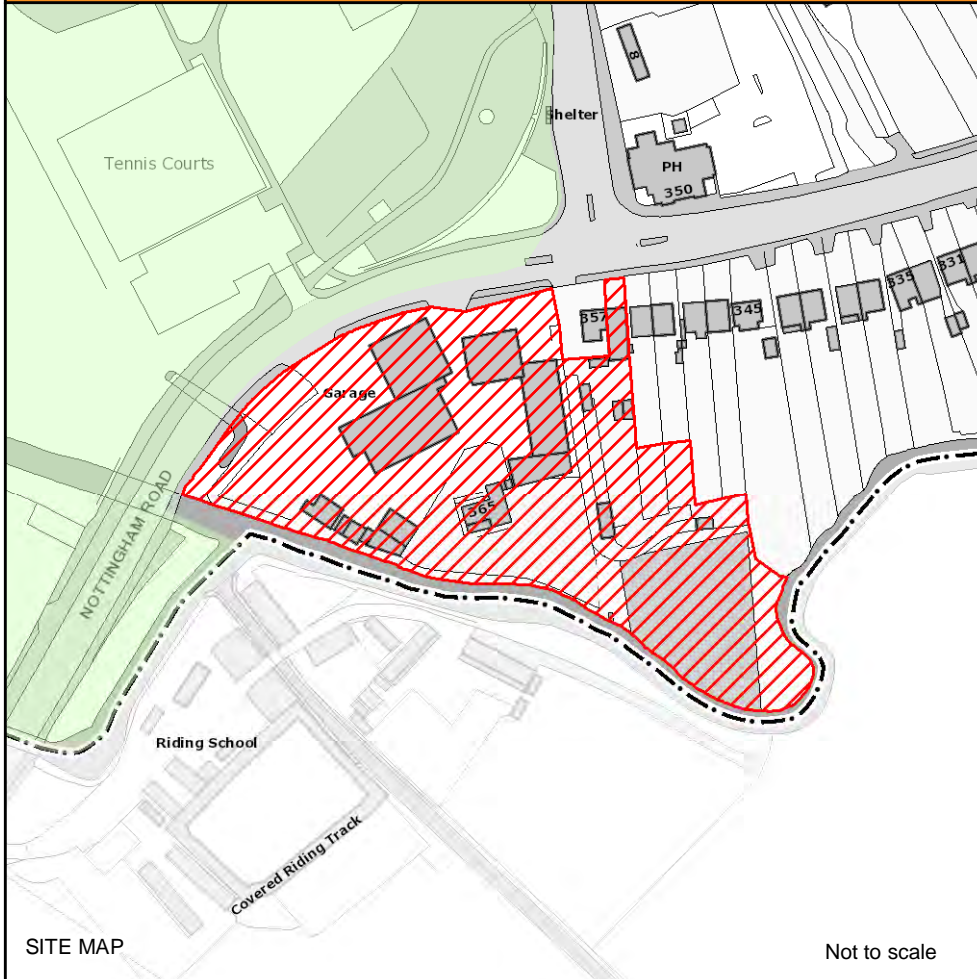 8
Shelter
Tennis Courts
PH
350
331
335
345
357
Garage
365
NOTTINGHAM ROAD
Riding School
Covered Riding Track
SITE MAP
Not to scale